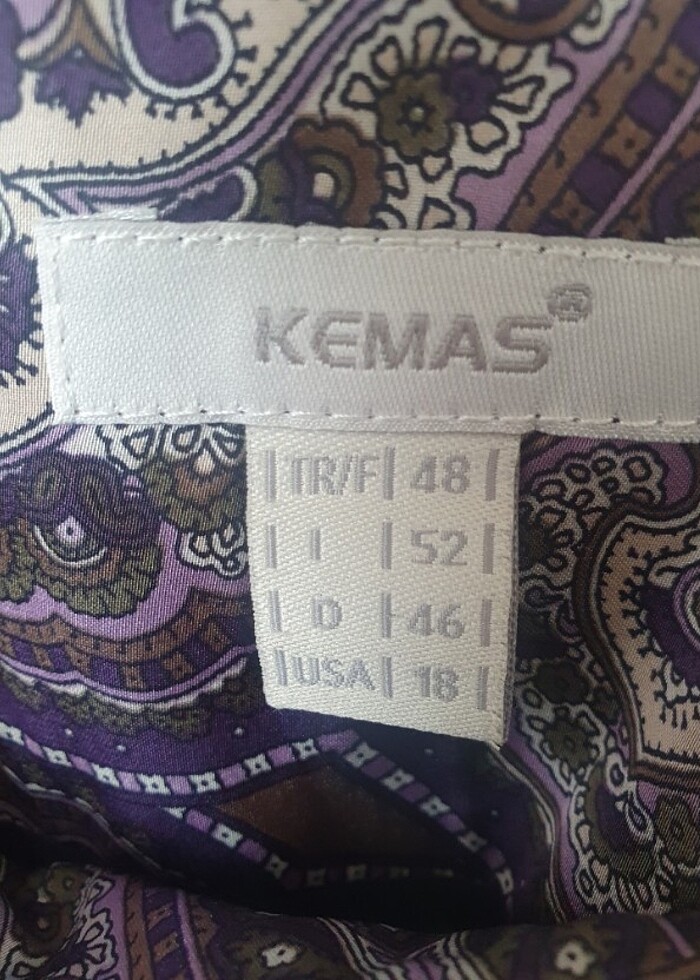 KEMAS®
TR/F 48
I 52
D 46
USA 18